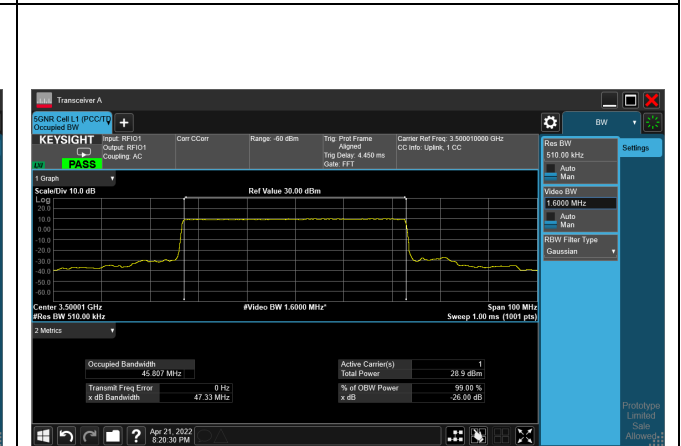 Transceiver A
5GNR Cell L1 (PCC/TD
Occupied BW
BW
KEYSIGHT
Input: RFIO1
Output: RFIO1
Coupling: AC
Corr CCorr
Range: -60 dBm
Trig: Prot Frame
Aligned
Trig Delay: 4.450 ms
Gate: FFT
Carrier Ref Freq: 3.500010000 GHz
CC Info: Uplink, 1 CC
PASS
Res BW
510.00 kHz
Auto
Man
Settings
Video BW
1.6000 MHz
Auto
Man
RBW Filter Type
Gaussian
1 Graph
Scale/Div 10.0 dB
Ref Value 30.00 dBm
Log
20.0
10.0
0.00
-10.0
-20.0
-30.0
-40.0
-50.0
-60.0
Center 3.50001 GHz
#Video BW 1.6000 MHz*
Span 100 MHz
#Res BW 510.00 kHz
Sweep 1.00 ms (1001 pts)
2 Metrics
Occupied Bandwidth
45.807 MHz
Active Carrier(s) 1
Total Power 28.9 dBm
Transmit Freq Error 0 Hz
x dB Bandwidth 47.33 MHz
% of OBW Power 99.00 %
x dB -26.00 dB
Prototype
Limited
Sale
Allowed
?
Apr 21, 2022
8:20:30 PM